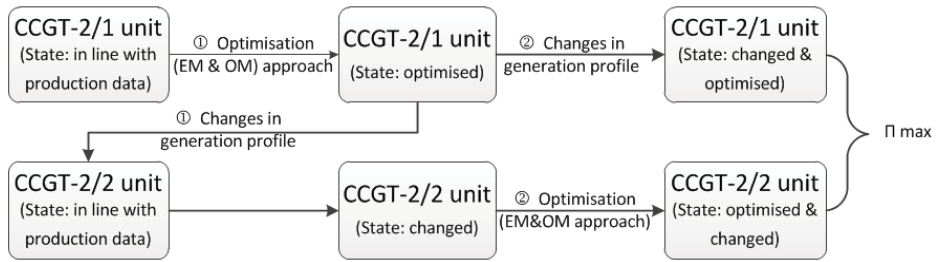 CCGT-2/1 unit
(State: in line with
production data)
① Optimisation
(EM & OM) approach
CCGT-2/1 unit
(State: optimised)
② Changes in
generation profile
CCGT-2/1 unit
(State: changed &
optimised)
① Changes in
generation profile
Π max
CCGT-2/2 unit
(State: in line with
production data)
CCGT-2/2 unit
(State: changed)
② Optimisation
(EM&OM approach)
CCGT-2/2 unit
(State: optimised &
changed)